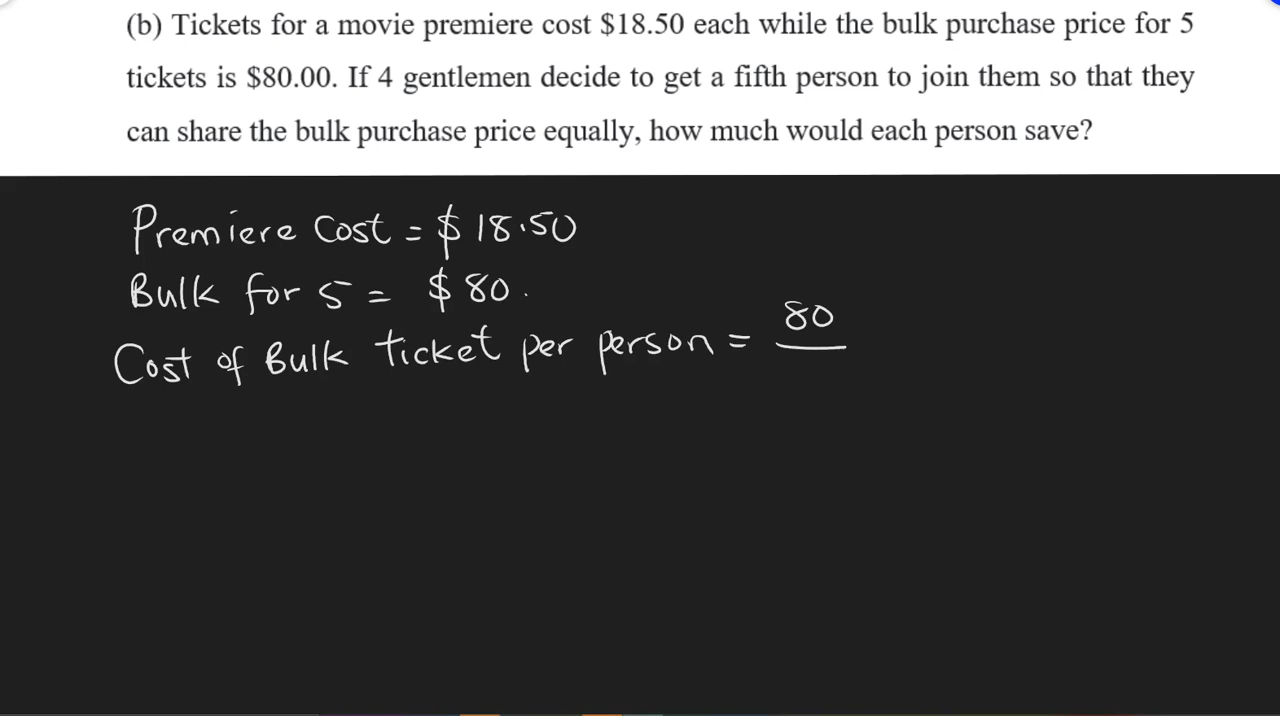 (b) Tickets for a movie premiere cost $18.50 each while the bulk purchase price for 5
tickets is $80.00. If 4 gentlemen decide to get a fifth person to join them so that they
can share the bulk purchase price equally, how much would each person save?
Premiere Cost = $ 18.50
Bulk for 5 = $ 80.
Cost of Bulk ticket per person = 80